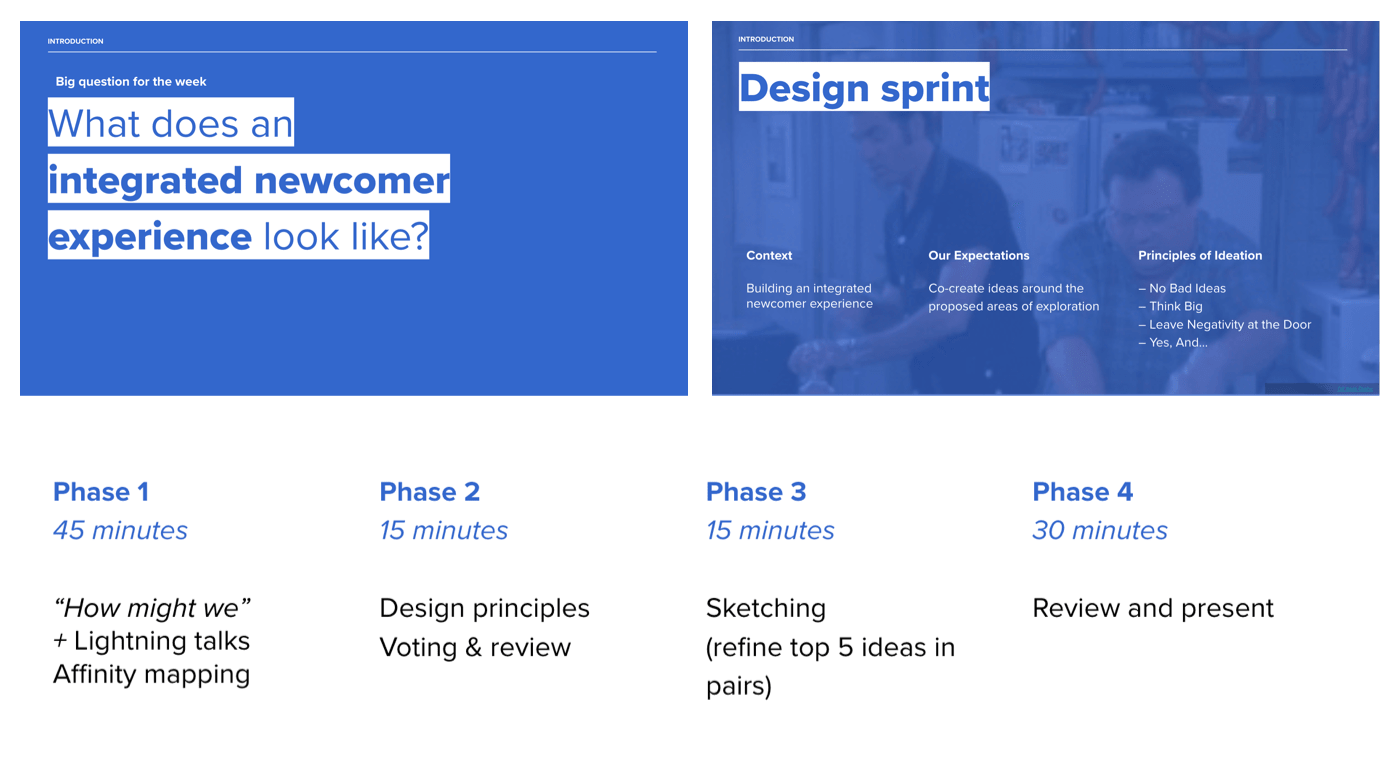 INTRODUCTION
Big question for the week
What does an
integrated newcomer
experience look like?
INTRODUCTION
Design sprint
Context
Building an integrated
newcomer experience
Our Expectations
Co-create ideas around the
proposed areas of exploration
Principles of Ideation
– No Bad Ideas
– Think Big
– Leave Negativity at the Door
– Yes, And...
Phase 1
45 minutes
“How might we”
+ Lightning talks
Affinity mapping
Phase 2
15 minutes
Design principles
Voting & review
Phase 3
15 minutes
Sketching
(refine top 5 ideas in
pairs)
Phase 4
30 minutes
Review and present